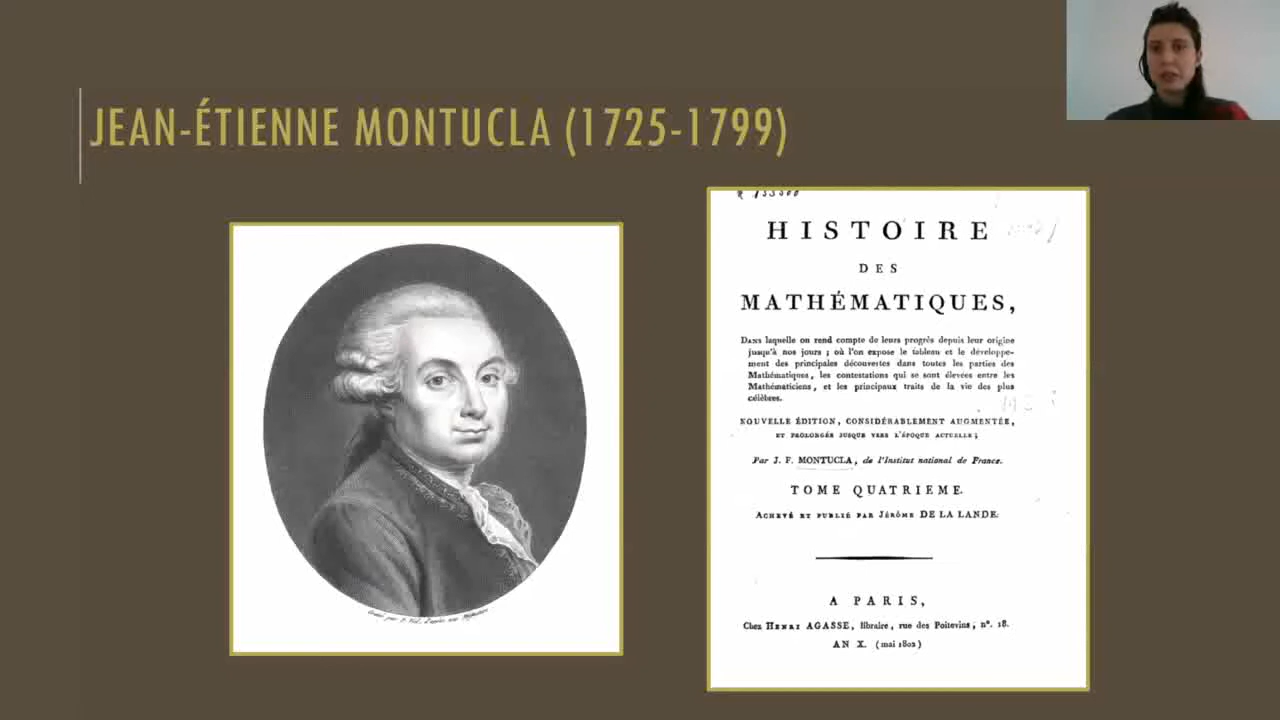 JEAN-ÉTIENNE MONTUCLA (1725-1799)
HISTOIRE
DES
MATHÉMATIQUES,
DANS laquelle on rend compte de leurs progrès depuis leur origine
jusqu'à nos jours ; où l'on expose le tableau et le développe-
ment des principales découvertes dans toutes les parties des
Mathématiques, les contestations qui se sont élevées entre les
Mathématiciens, et les principaux traits de la vie des plus
célèbres.
NOUVELLE ÉDITION, CONSIDÉRABLEMENT AUGMENTÉE,
ET PROLONGÉE JUSQUE VERS L'ÉPOQUE ACTUELLE ;
Par J. F. MONTUCLA, de l'Institut national de France.
TOME QUATRIEME.
ACHEVÉ ET PUBLIÉ PAR JÉRÔME DE LA LANDE.
A PARIS,
Chez HENRI AGASSE, libraire, rue des Poitevins, n°. 18.
AN X. (mai 1802)